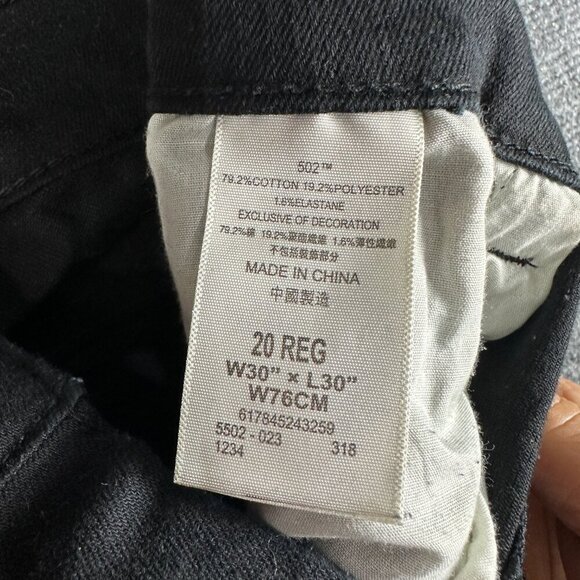 502™
79.2%COTTON 19.2%POLYESTER
1.6%ELASTANE
EXCLUSIVE OF DECORATION
79.2%棉 19.2%聚酯纖維 1.6%彈性纖維
不包括裝飾部分
MADE IN CHINA
中國製造
20 REG
W30” × L30”
W76CM
617845243259
5502 - 023
1234 318